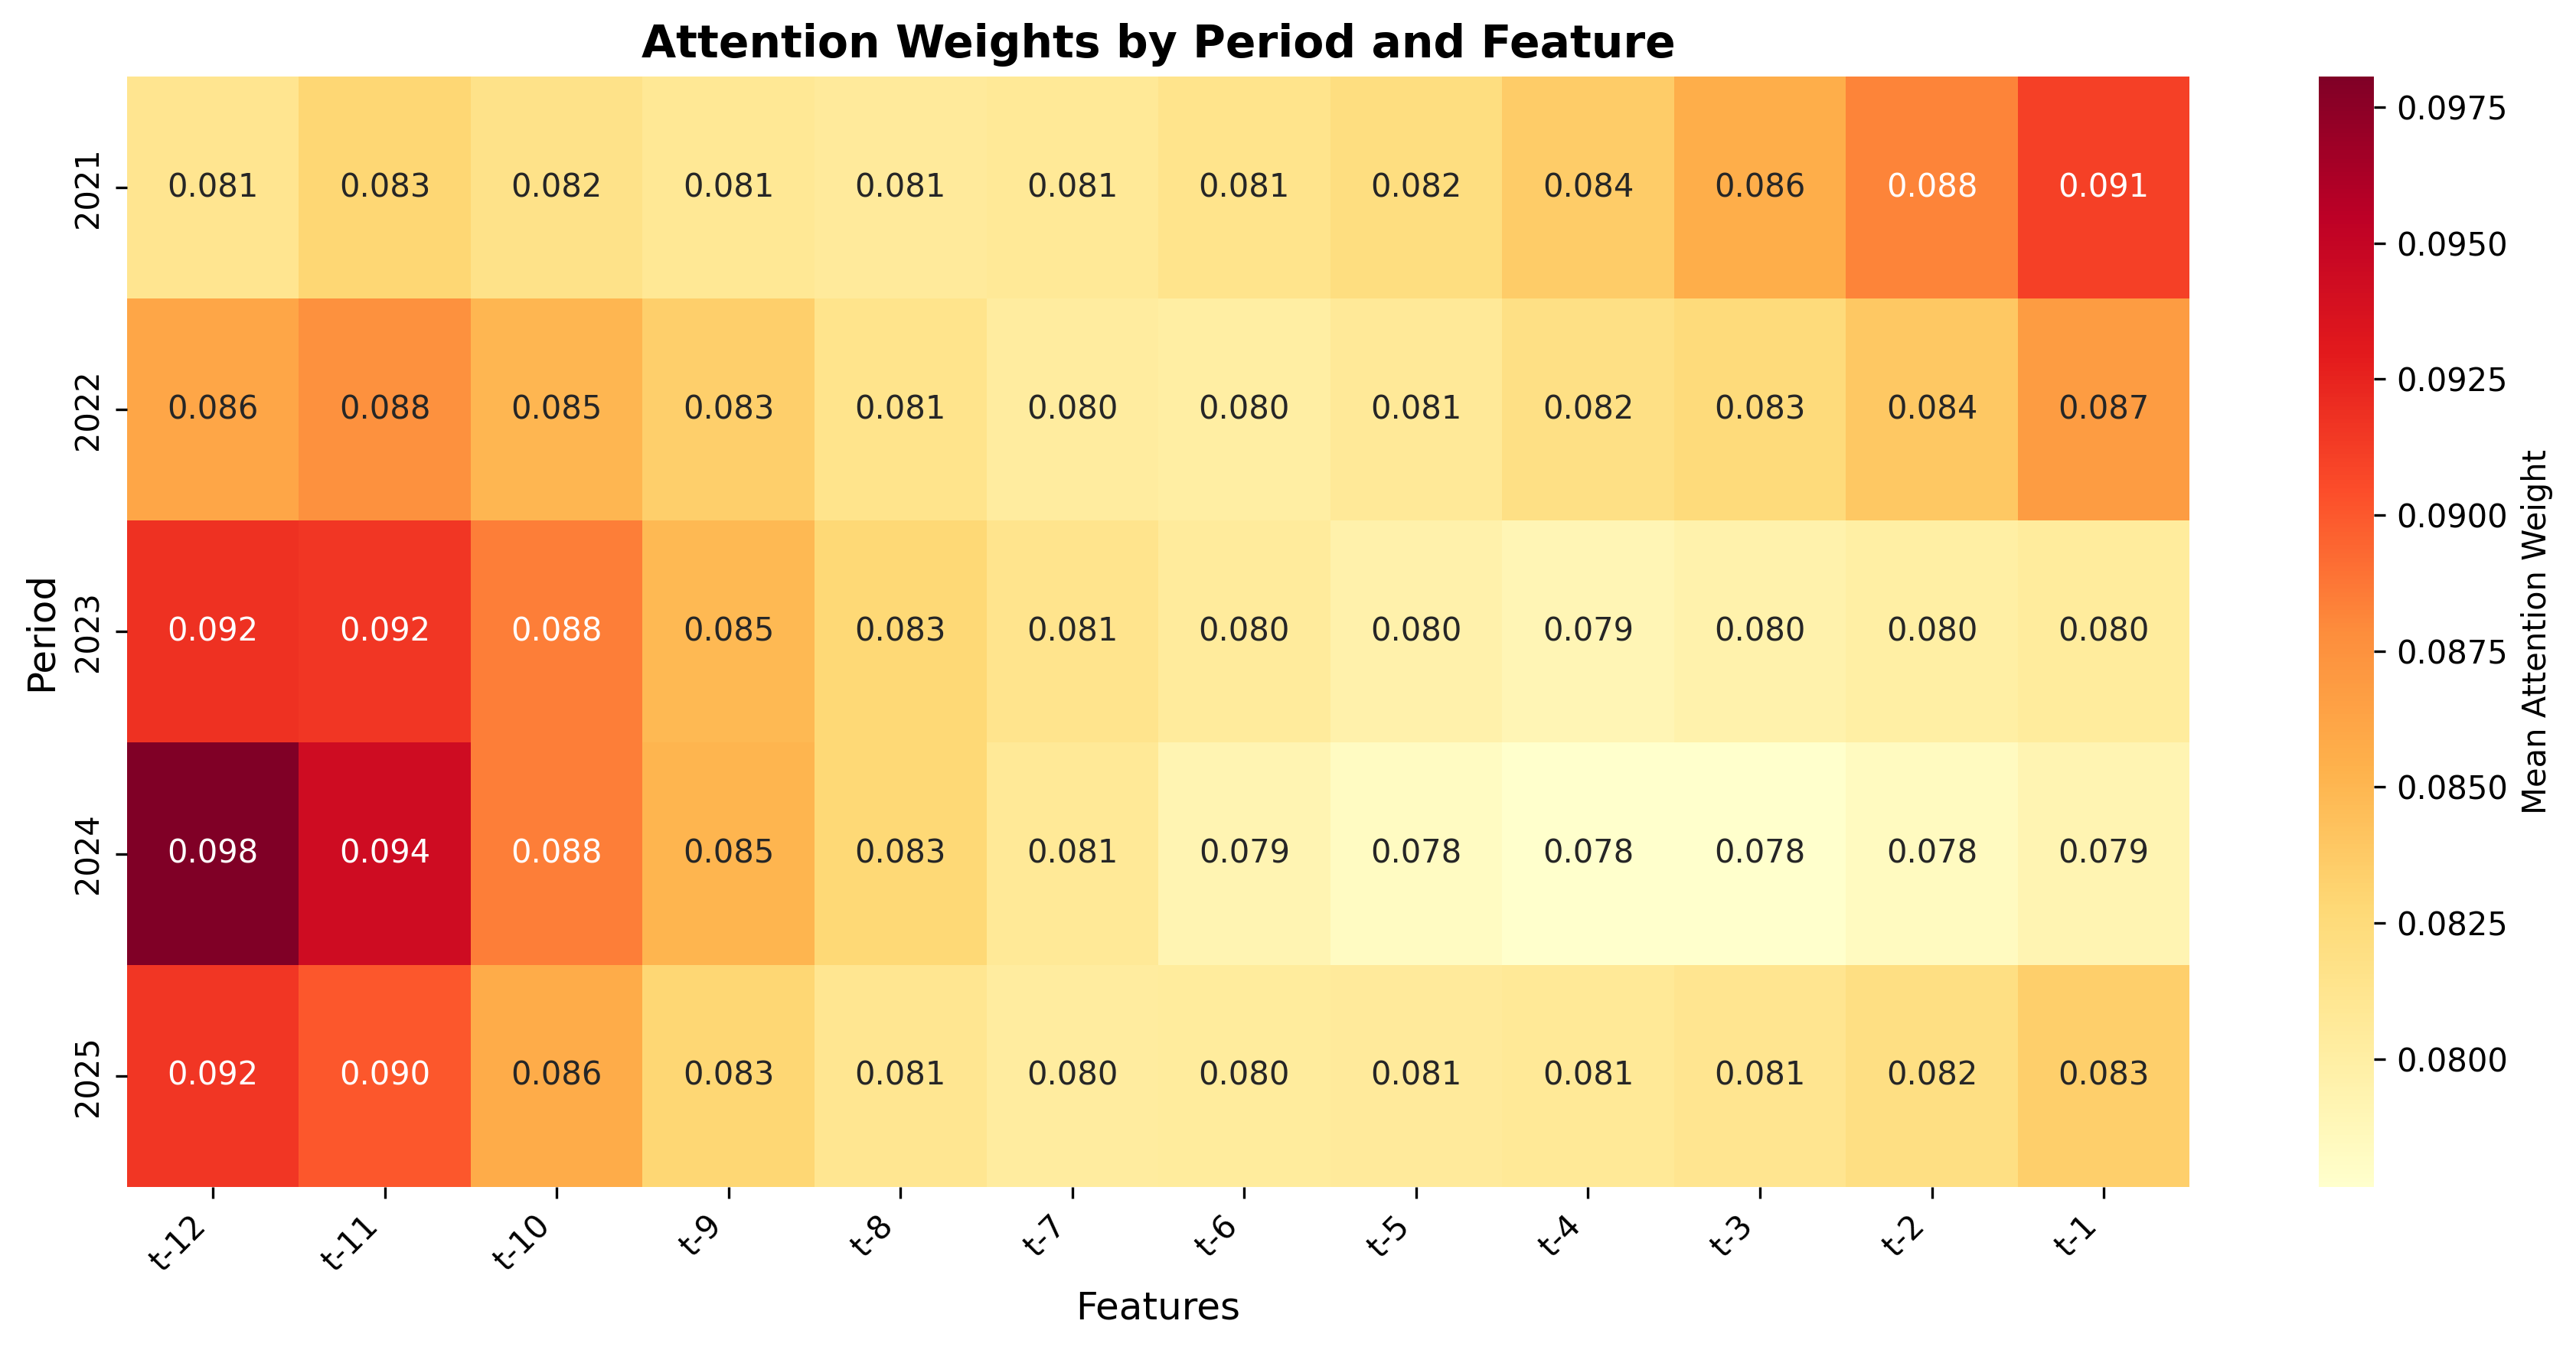 Attention Weights by Period and Feature
Period
2021
0.081 0.083 0.082 0.081 0.081 0.081 0.081 0.082 0.084 0.086 0.088 0.091
2022
0.086 0.088 0.085 0.083 0.081 0.080 0.080 0.081 0.082 0.083 0.084 0.087
2023
0.092 0.092 0.088 0.085 0.083 0.081 0.080 0.080 0.079 0.080 0.080 0.080
2024
0.098 0.094 0.088 0.085 0.083 0.081 0.079 0.078 0.078 0.078 0.078 0.079
2025
0.092 0.090 0.086 0.083 0.081 0.080 0.080 0.081 0.081 0.081 0.082 0.083
t-12 t-11 t-10 t-9 t-8 t-7 t-6 t-5 t-4 t-3 t-2 t-1
Features
0.0975
0.0950
0.0925
0.0900
0.0875
0.0850
0.0825
0.0800
Mean Attention Weight